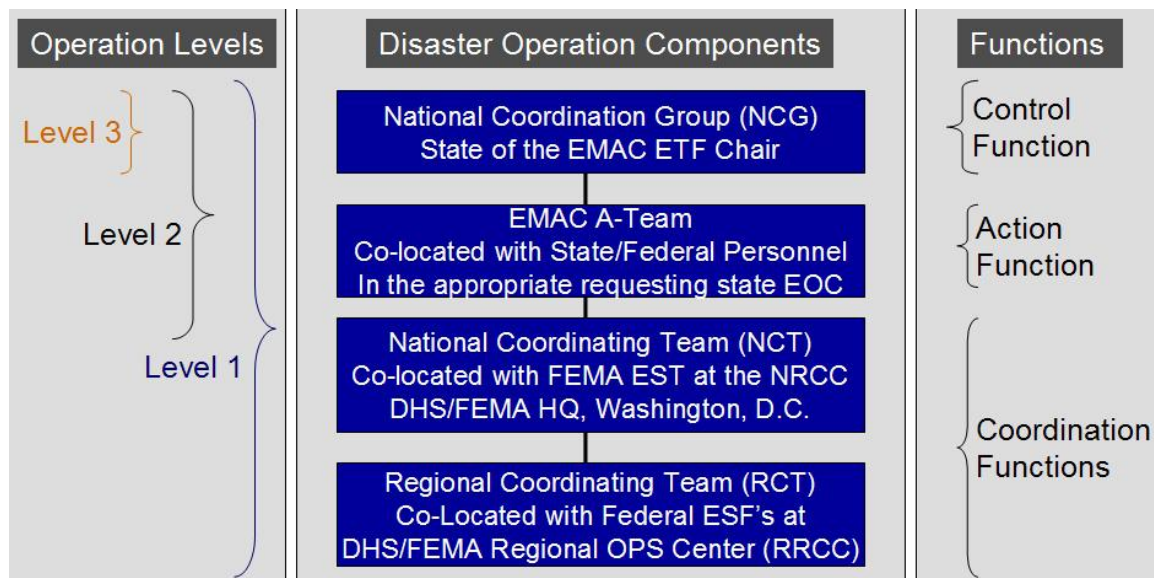 Operation Levels
Level 3
Level 2
Level 1
Disaster Operation Components
National Coordination Group (NCG)
State of the EMAC ETF Chair
EMAC A-Team
Co-located with State/Federal Personnel
In the appropriate requesting state EOC
National Coordinating Team (NCT)
Co-located with FEMA EST at the NRCC
DHS/FEMA HQ, Washington, D.C.
Regional Coordinating Team (RCT)
Co-Located with Federal ESF's at
DHS/FEMA Regional OPS Center (RRCC)
Functions
Control
Function
Action
Function
Coordination
Functions